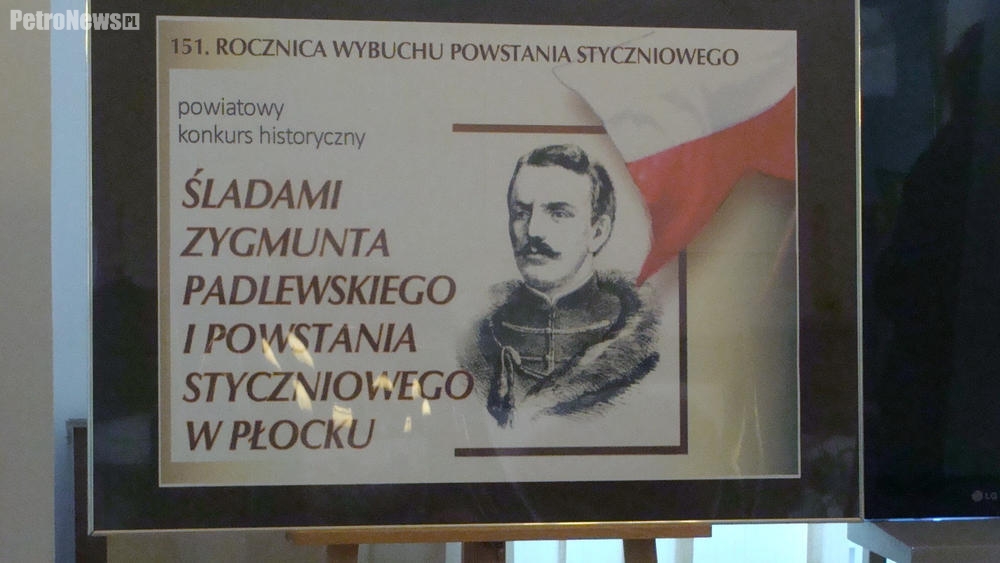 PetroNews.PL
151. ROCZNICA WYBUCHU POWSTANIA STYCZNIOWEGO
powiatowy
konkurs historyczny
ŚLADAMI
ZYGMUNTA
PADLEWSKIEGO
I POWSTANIA
STYCZNIOWEGO
W PŁOCKU
LG